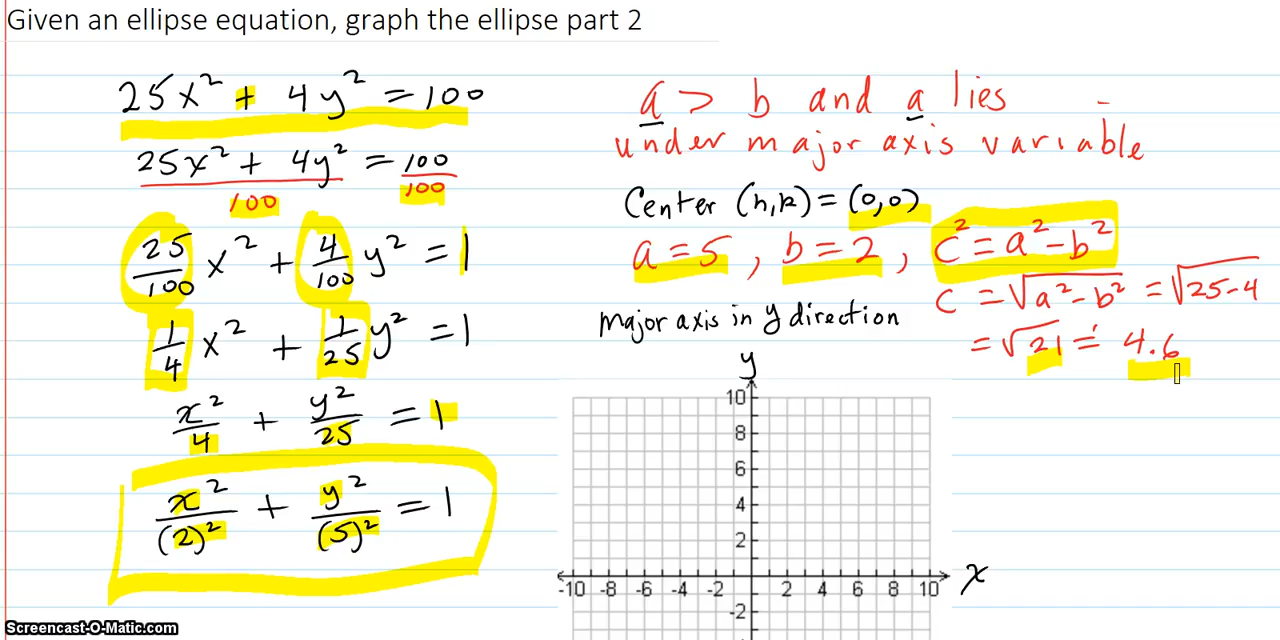 Given an ellipse equation, graph the ellipse part 2
25x² + 4y² = 100
25x² + 4y² = 100
100 100
25/100 x² + 4/100 y² = 1
1/4 x² + 1/25 y² = 1
x²/4 + y²/25 = 1
x²/(2)² + y²/(5)² = 1
a > b and a lies
under major axis variable
Center (h,k) = (0,0)
a = 5 , b = 2 , c² = a² - b²
c = √a² - b² = √25-4
= √21 ≐ 4.6
major axis in y direction
y
10
8
6
4
2
-10 -8 -6 -4 -2 2 4 6 8 10 x
-2
Screencast-O-Matic.com